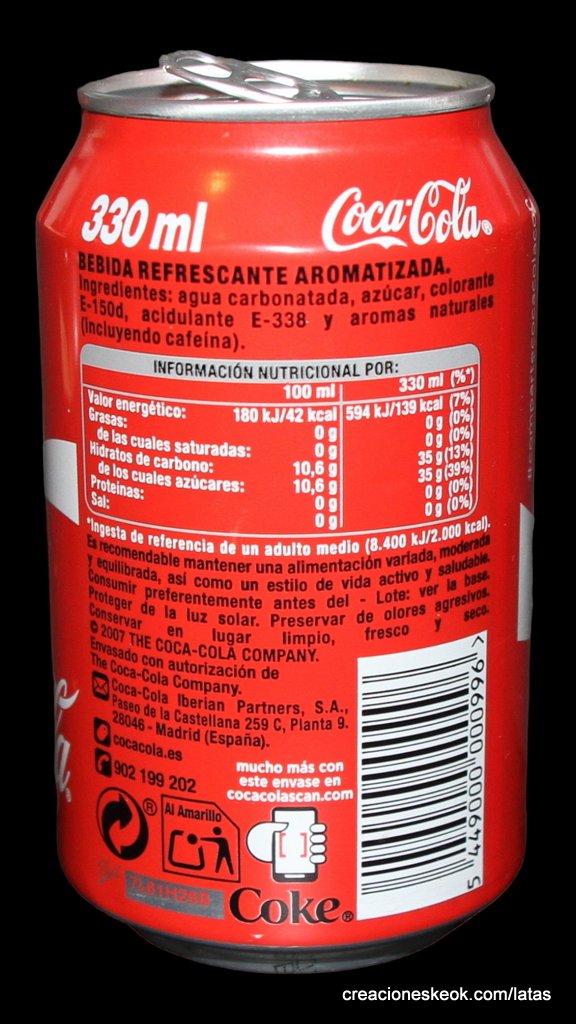 330 ml
Coca-Cola®
BEBIDA REFRESCANTE AROMATIZADA.
Ingredientes: agua carbonatada, azúcar, colorante
E-150d, acidulante E-338 y aromas naturales
(incluyendo cafeína).
INFORMACIÓN NUTRICIONAL POR:
100 ml 330 ml (%*)
Valor energético: 180 kJ/42 kcal 594 kJ/139 kcal (7%)
Grasas: 0 g 0 g (0%)
de las cuales saturadas: 0 g 0 g (0%)
Hidratos de carbono: 10,6 g 35 g (13%)
de los cuales azúcares: 10,6 g 35 g (39%)
Proteínas: 0 g 0 g (0%)
Sal: 0 g 0 g (0%)
*Ingesta de referencia de un adulto medio (8.400 kJ/2.000 kcal).
Es recomendable mantener una alimentación variada, moderada
y equilibrada, así como un estilo de vida activo y saludable.
Consumir preferentemente antes del - Lote: ver la base.
Proteger de la luz solar. Preservar de olores agresivos.
Conservar en lugar limpio, fresco y seco.
© 2007 THE COCA-COLA COMPANY.
Envasado con autorización de
The Coca-Cola Company.
Coca-Cola Iberian Partners, S.A.,
Paseo de la Castellana 259 C, Planta 9.
28046 - Madrid (España).
cocacola.es
902 199 202
mucho más con
este envase en
cocacolascan.com
®
Al Amarillo
Coke®
5 449000 000996 >
creacioneskeok.com/latas